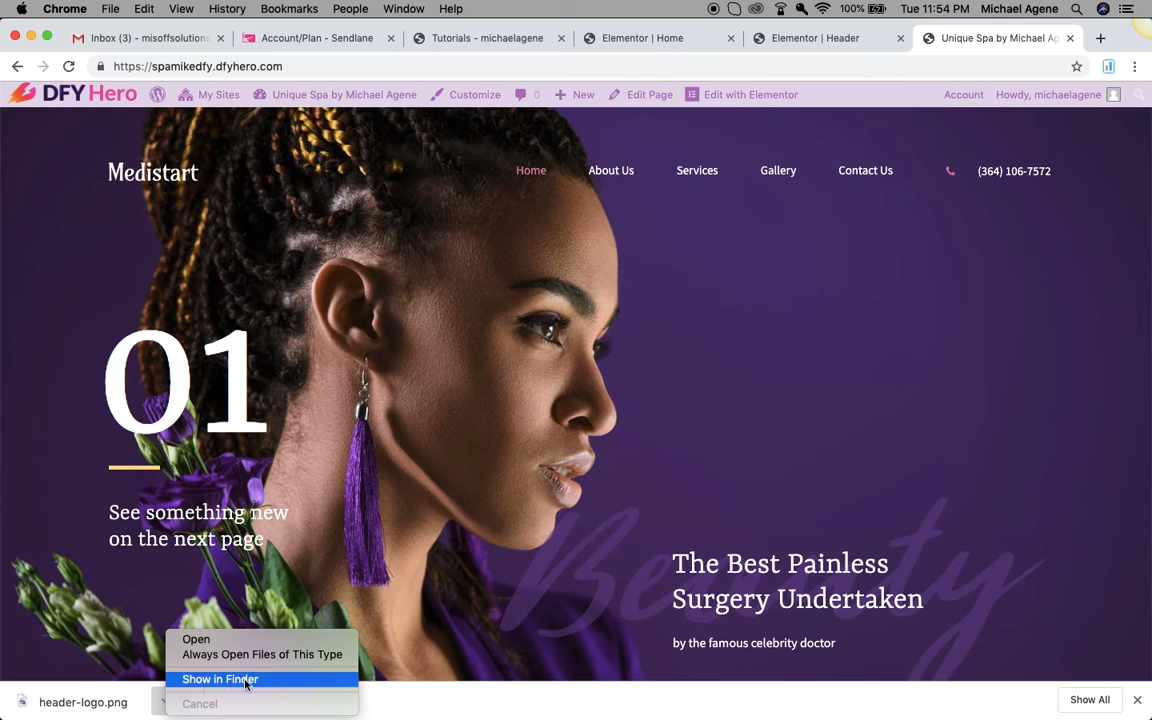 Chrome File Edit View History Bookmarks People Window Help 100% Tue 11:54 PM Michael Agene
Inbox (3) - misoffsolutions Account/Plan - Sendlane Tutorials - michaelagene Elementor | Home Elementor | Header Unique Spa by Michael Ag
https://spamikedfy.dfyhero.com
DFY Hero My Sites Unique Spa by Michael Agene Customize 0 New Edit Page Edit with Elementor Account Howdy, michaelagene
Medistart Home About Us Services Gallery Contact Us (364) 106-7572
01
See something new
on the next page
Beauty
The Best Painless
Surgery Undertaken
by the famous celebrity doctor
Open
Always Open Files of This Type
Show in Finder
Cancel
header-logo.png Show All